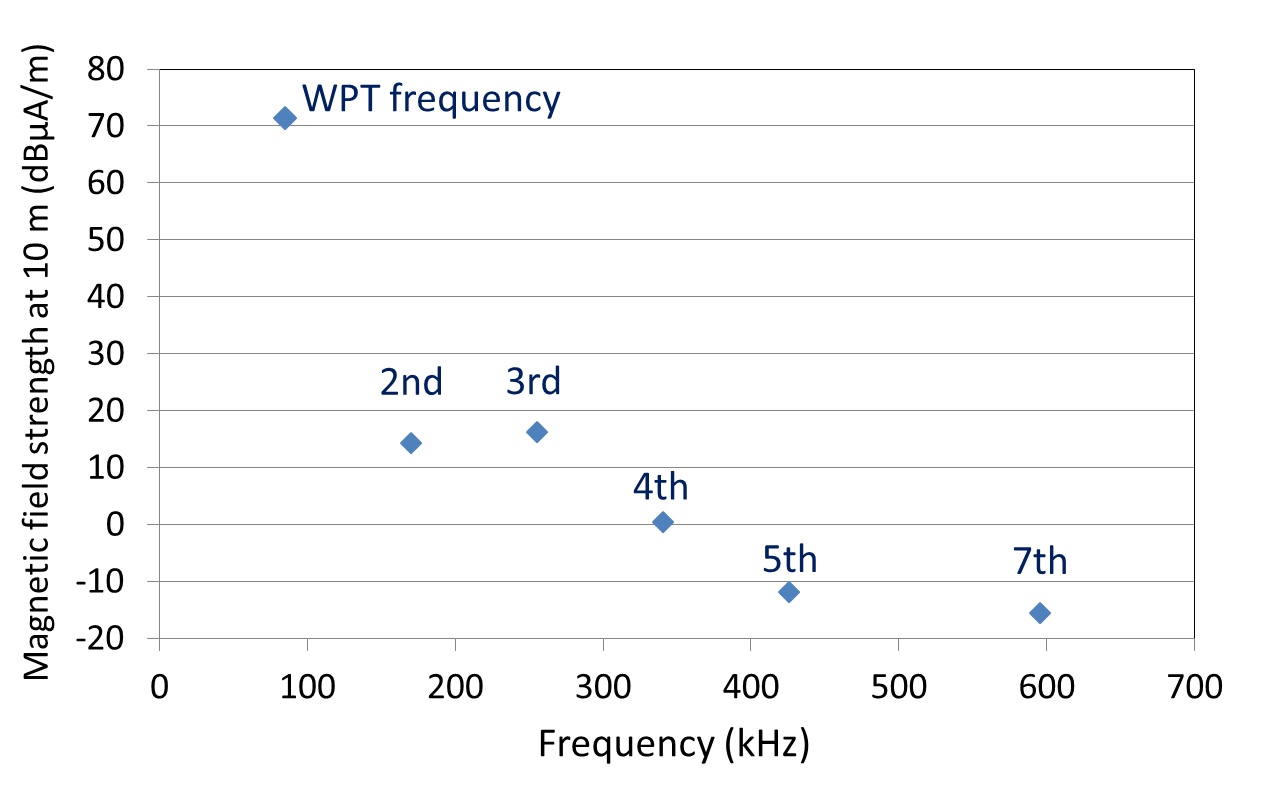 Magnetic field strength at 10 m (dBµA/m)
80
70
60
50
40
30
20
10
0
-10
-20
WPT frequency
2nd
3rd
4th
5th
7th
0
100
200
300
400
500
600
700
Frequency (kHz)